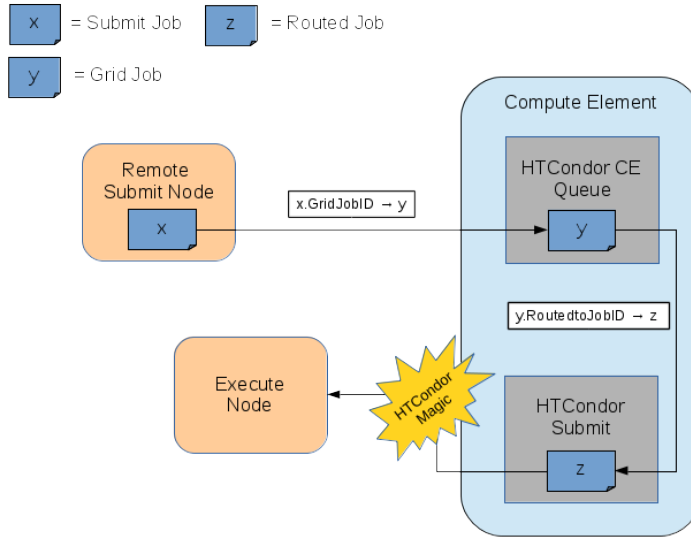 x = Submit Job
z = Routed Job
y = Grid Job
Compute Element
Remote
Submit Node
x
x.GridJobID → y
HTCondor CE
Queue
y
y.RoutedtoJobID → z
Execute
Node
HTCondor
Magic
HTCondor
Submit
z